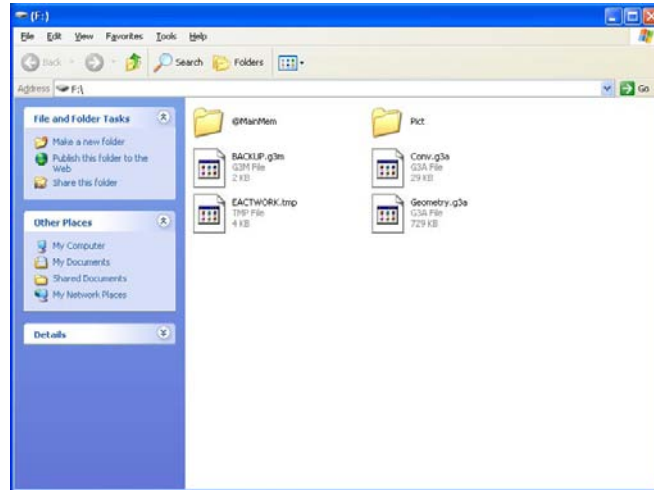 (F:)
File Edit View Favorites Tools Help
Back Search Folders
Address F:\ Go
File and Folder Tasks
Make a new folder
Publish this folder to the
Web
Share this folder
Other Places
My Computer
My Documents
Shared Documents
My Network Places
Details
@MainMem
Pict
BACKUP.g3m
G3M File
2 KB
Conv.g3a
G3A File
29 KB
EACTWORK.tmp
TMP File
4 KB
Geometry.g3a
G3A File
729 KB